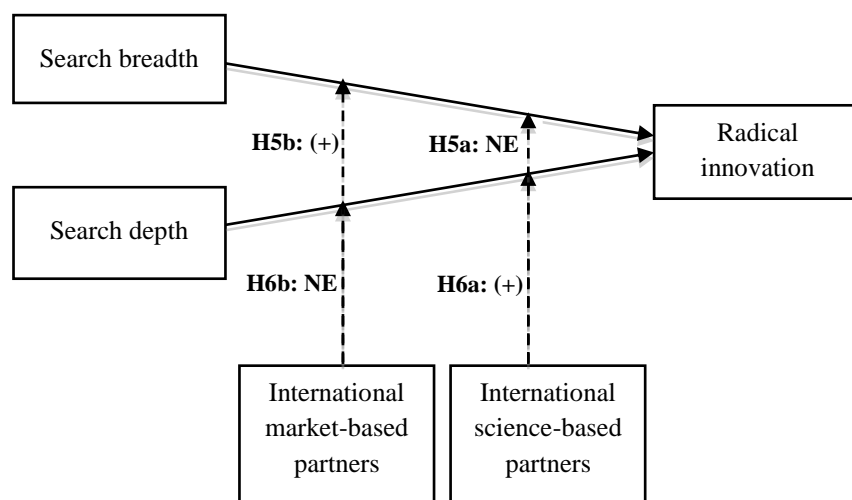 Search breadth
H5b: (+)
H5a: NE
Radical
innovation
Search depth
H6b: NE
H6a: (+)
International
market-based
partners
International
science-based
partners